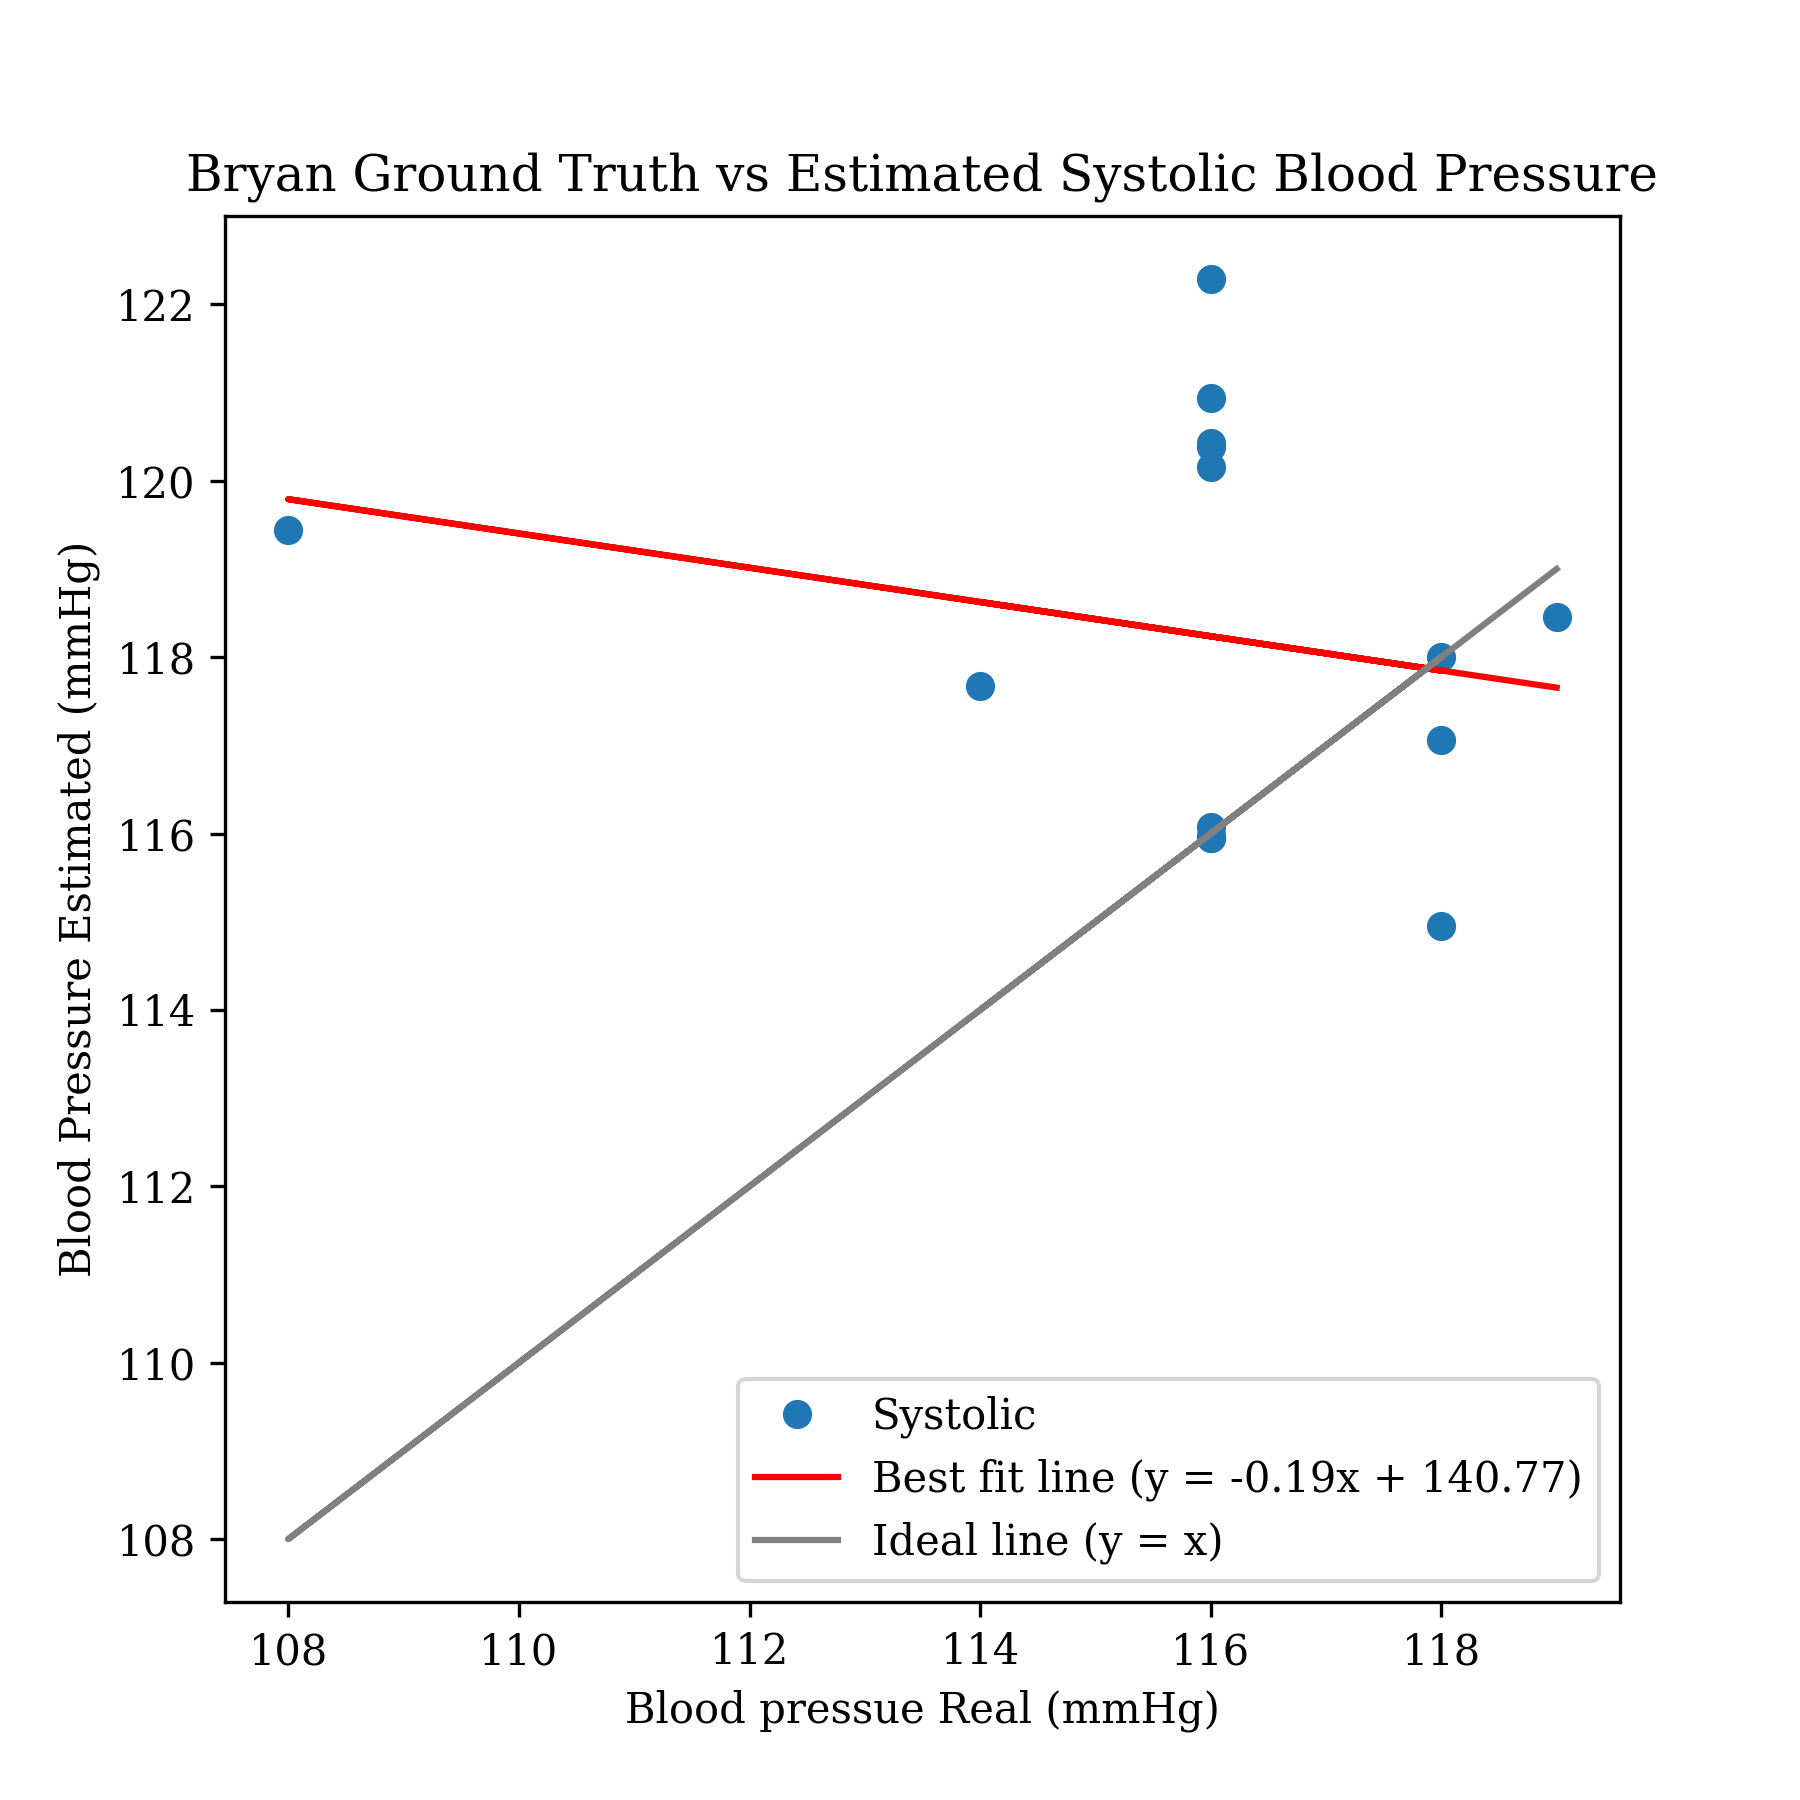 Bryan Ground Truth vs Estimated Systolic Blood Pressure
Blood Pressure Estimated (mmHg)
122
120
118
116
114
112
110
108
Systolic
Best fit line (y = -0.19x + 140.77)
Ideal line (y = x)
108 110 112 114 116 118
Blood pressue Real (mmHg)